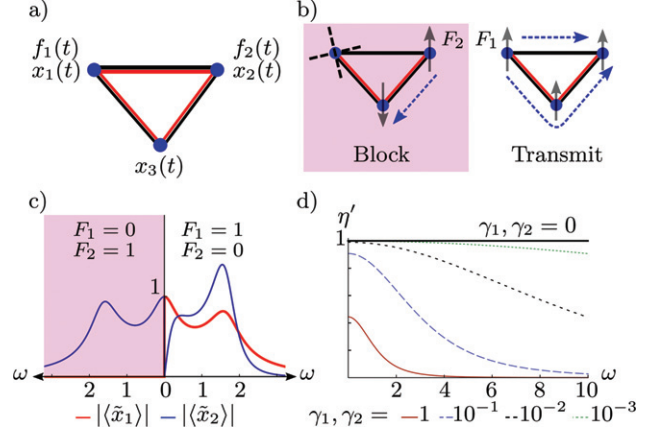 a)
f₁(t)
x₁(t)
f₂(t)
x₂(t)
x₃(t)
b)
F₂
Block
F₁
Transmit
c)
F₁ = 0
F₂ = 1
F₁ = 1
F₂ = 0
1
ω 2 1 0 1 2 ω
|⟨x̃₁⟩| |⟨x̃₂⟩|
d)
η′
γ₁, γ₂ = 0
1
2 4 6 8 10
ω
γ₁, γ₂ = 1 10⁻¹ 10⁻² 10⁻³